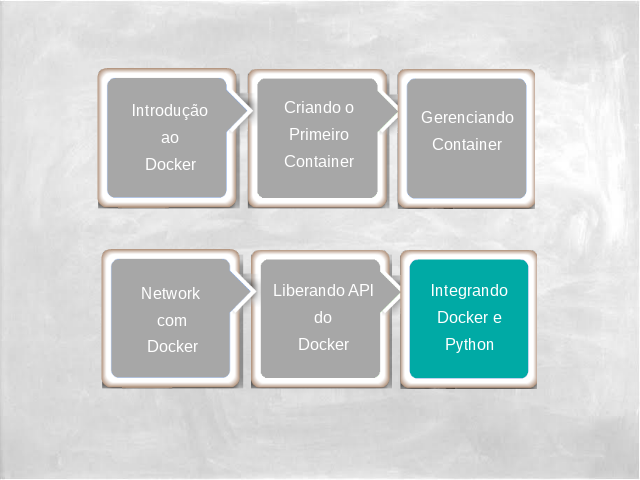 Introdução
ao
Docker
Criando o
Primeiro
Container
Gerenciando
Container
Network
com
Docker
Liberando API
do
Docker
Integrando
Docker e
Python